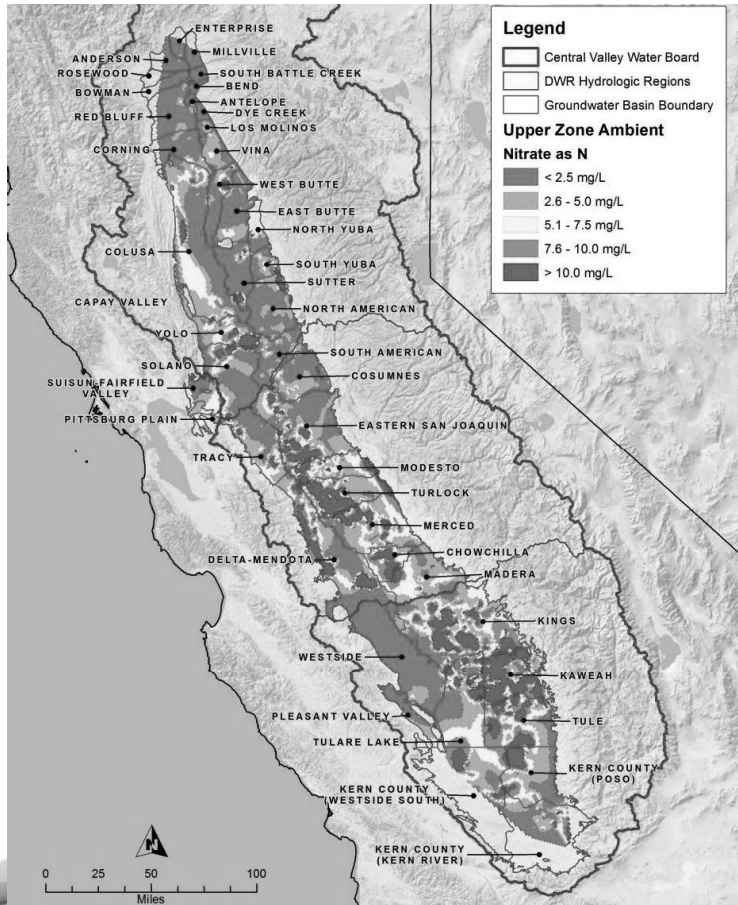 Legend
Central Valley Water Board
DWR Hydrologic Regions
Groundwater Basin Boundary
Upper Zone Ambient
Nitrate as N
< 2.5 mg/L
2.6 - 5.0 mg/L
5.1 - 7.5 mg/L
7.6 - 10.0 mg/L
> 10.0 mg/L
ENTERPRISE
MILLVILLE
ANDERSON
ROSEWOOD
SOUTH BATTLE CREEK
BEND
BOWMAN
ANTELOPE
DYE CREEK
RED BLUFF
LOS MOLINOS
CORNING
VINA
WEST BUTTE
EAST BUTTE
NORTH YUBA
COLUSA
SOUTH YUBA
SUTTER
CAPAY VALLEY
NORTH AMERICAN
YOLO
SOUTH AMERICAN
SOLANO
COSUMNES
SUISUN-FAIRFIELD
VALLEY
PITTSBURG PLAIN
EASTERN SAN JOAQUIN
TRACY
MODESTO
TURLOCK
MERCED
CHOWCHILLA
DELTA-MENDOTA
MADERA
KINGS
WESTSIDE
KAWEAH
PLEASANT VALLEY
TULE
TULARE LAKE
KERN COUNTY
(POSO)
KERN COUNTY
(WESTSIDE SOUTH)
KERN COUNTY
(KERN RIVER)
N
0 25 50 100
Miles